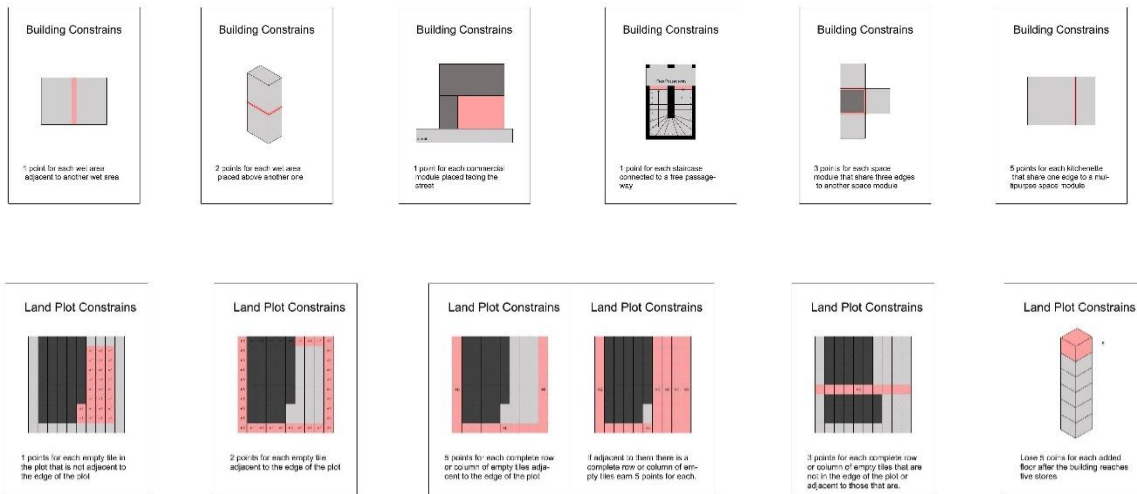 Building Constrains
1 point for each wet area
adjacent to another wet area
Building Constrains
2 points for each wet area
placed above another one
Building Constrains
1 point for each commercial
module placed facing the
street
Building Constrains
1 point for each staircase
connected to a free passage-
way
Building Constrains
3 points for each space
module that share three edges
to another space module
Building Constrains
5 points for each kitchenette
that share one edge to a mul-
tipurpse space module
Land Plot Constrains
1 points for each empty tile in
the plot that is not adjacent to
the edge of the plot
Land Plot Constrains
2 points for each empty tile
adjacent to the edge of the plot
Land Plot Constrains
5 points for each complete row
or column of empty tiles adja-
cent to the edge of the plot
Land Plot Constrains
If adjacent to them there is a
complete row or column of em-
pty tiles earn 5 points for each.
Land Plot Constrains
3 points for each complete row
or column of empty tiles that are
not in the edge of the plot or
adjacent to those that are.
Land Plot Constrains
Lose 5 coins for each added
floor after the building reaches
five stores